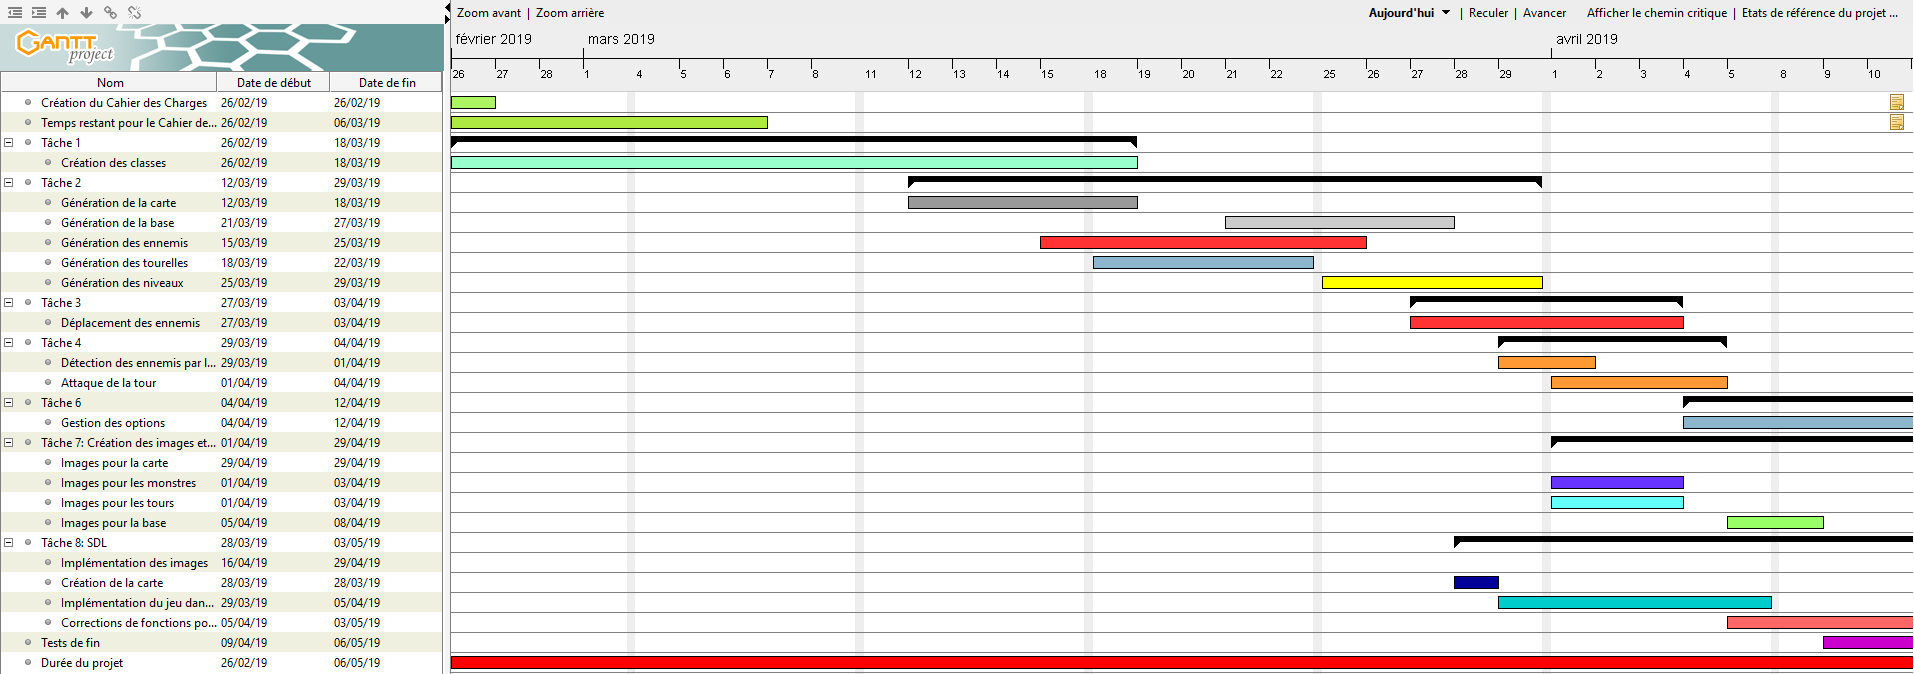 Zoom avant | Zoom arrière
Aujourd'hui | Reculer | Avancer Afficher le chemin critique | Etats de référence du projet ...
GANTT project
février 2019 mars 2019 avril 2019
26 27 28 1 4 5 6 7 8 11 12 13 14 15 18 19 20 21 22 25 26 27 28 29 1 2 3 4 5 8 9 10
Nom Date de début Date de fin
Création du Cahier des Charges 26/02/19 26/02/19
Temps restant pour le Cahier de... 26/02/19 06/03/19
Tâche 1 26/02/19 18/03/19
Création des classes 26/02/19 18/03/19
Tâche 2 12/03/19 29/03/19
Génération de la carte 12/03/19 18/03/19
Génération de la base 21/03/19 27/03/19
Génération des ennemis 15/03/19 25/03/19
Génération des tourelles 18/03/19 22/03/19
Génération des niveaux 25/03/19 29/03/19
Tâche 3 27/03/19 03/04/19
Déplacement des ennemis 27/03/19 03/04/19
Tâche 4 29/03/19 04/04/19
Détection des ennemis par l... 29/03/19 01/04/19
Attaque de la tour 01/04/19 04/04/19
Tâche 6 04/04/19 12/04/19
Gestion des options 04/04/19 12/04/19
Tâche 7: Création des images et... 01/04/19 29/04/19
Images pour la carte 29/04/19 29/04/19
Images pour les monstres 01/04/19 03/04/19
Images pour les tours 01/04/19 03/04/19
Images pour la base 05/04/19 08/04/19
Tâche 8: SDL 28/03/19 03/05/19
Implémentation des images 16/04/19 29/04/19
Création de la carte 28/03/19 28/03/19
Implémentation du jeu dan... 29/03/19 05/04/19
Corrections de fonctions po... 05/04/19 03/05/19
Tests de fin 09/04/19 06/05/19
Durée du projet 26/02/19 06/05/19